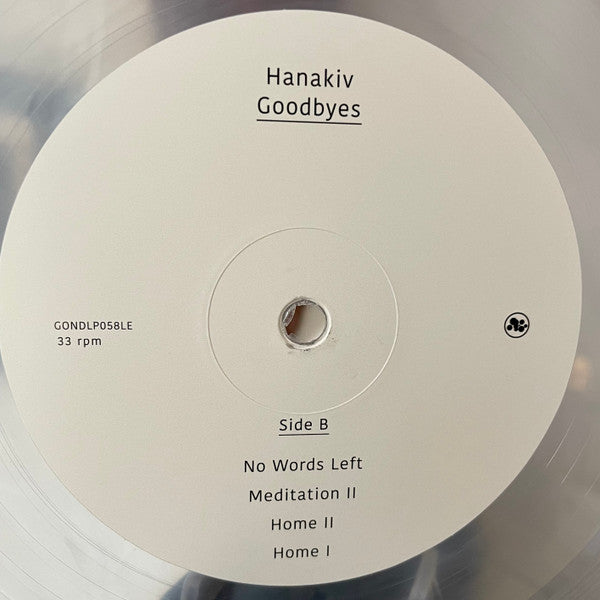 Hanakiv
Goodbyes
GONDLP058LE
33 rpm
Side B
No Words Left
Meditation II
Home II
Home I